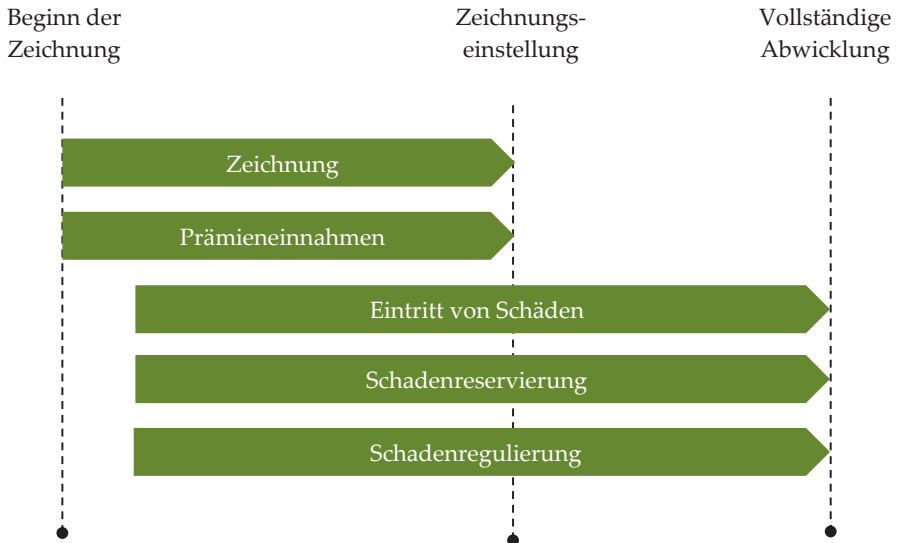 Beginn der
Zeichnung
Zeichnungs-
einstellung
Vollständige
Abwicklung
Zeichnung
Prämieneinnahmen
Eintritt von Schäden
Schadenreservierung
Schadenregulierung